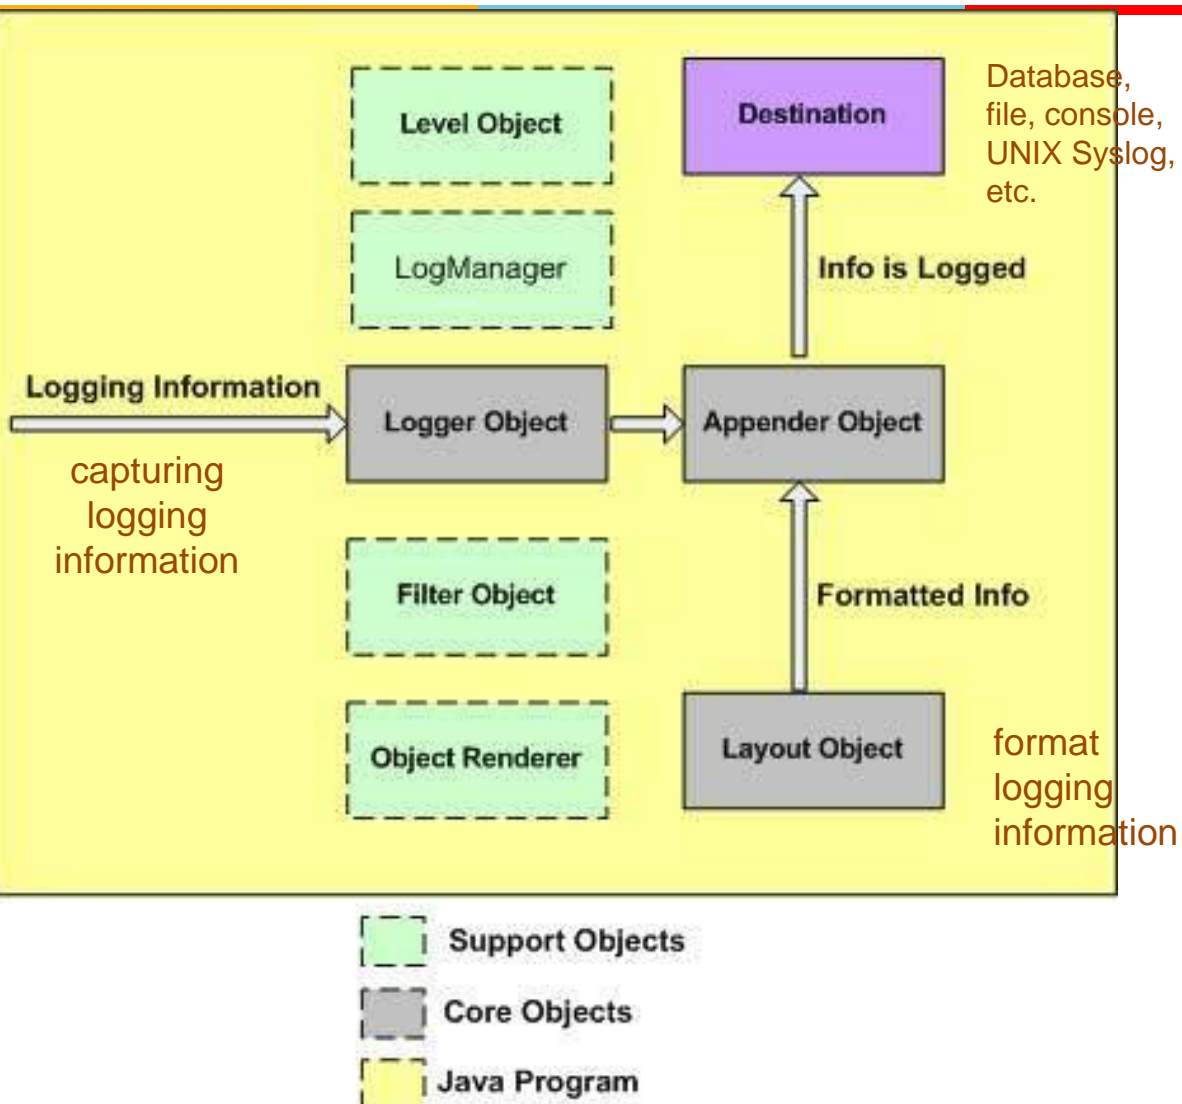 Level Object
Destination
Database,
file, console,
UNIX Syslog,
etc.
LogManager
Info is Logged
Logging Information
Logger Object
Appender Object
capturing
logging
information
Filter Object
Formatted Info
Object Renderer
Layout Object
format
logging
information
Support Objects
Core Objects
Java Program